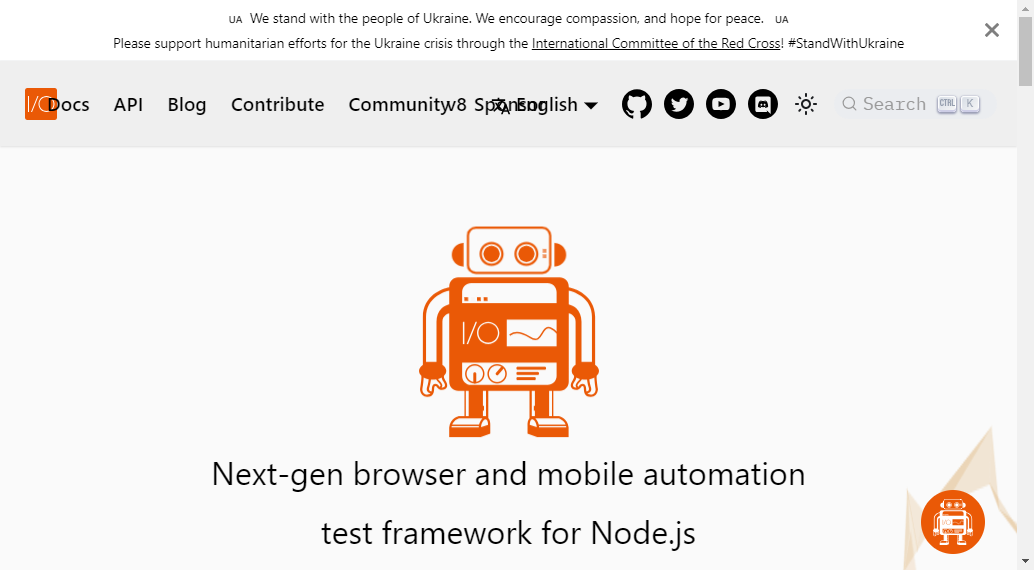 UA We stand with the people of Ukraine. We encourage compassion, and hope for peace. UA
Please support humanitarian efforts for the Ukraine crisis through the International Committee of the Red Cross! #StandWithUkraine
I/O Docs API Blog Contribute Community v8 Sponsor English Search CTRL K
I/O
Next-gen browser and mobile automation
test framework for Node.js